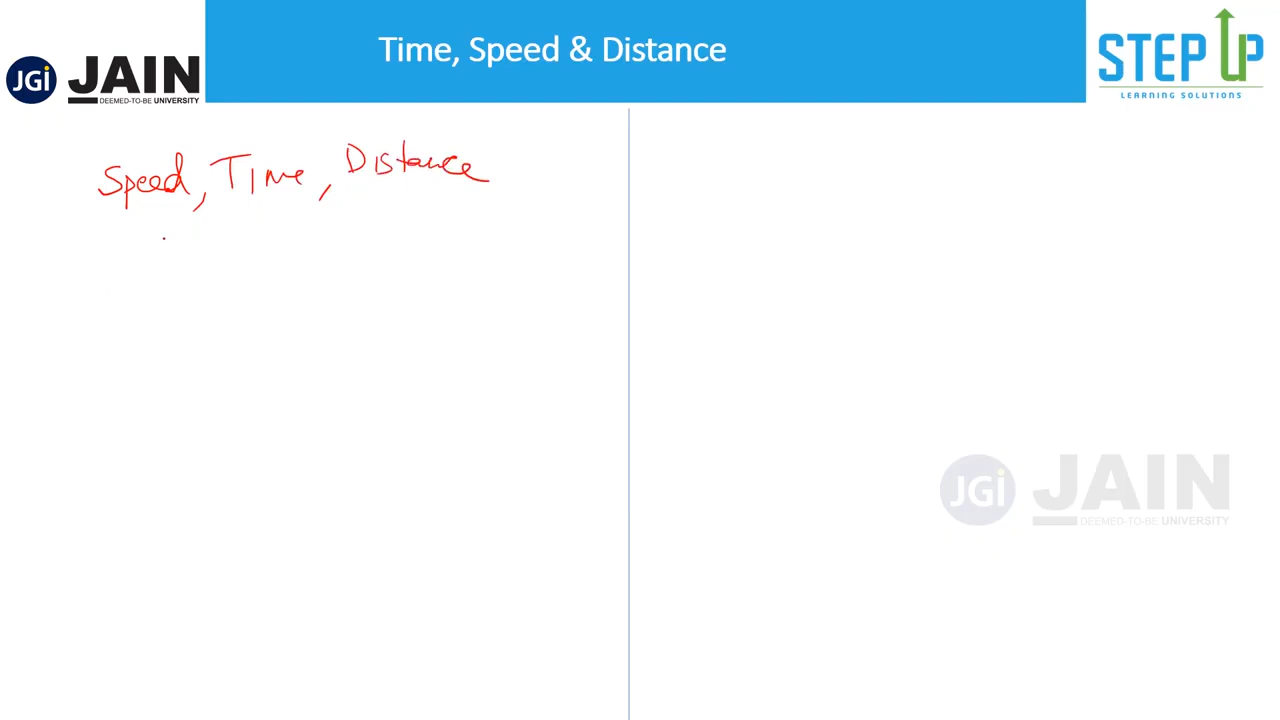 JGi JAIN
DEEMED-TO-BE UNIVERSITY
Time, Speed & Distance
STEP UP
LEARNING SOLUTIONS
Speed, Time, Distance
JGi JAIN
DEEMED-TO-BE UNIVERSITY